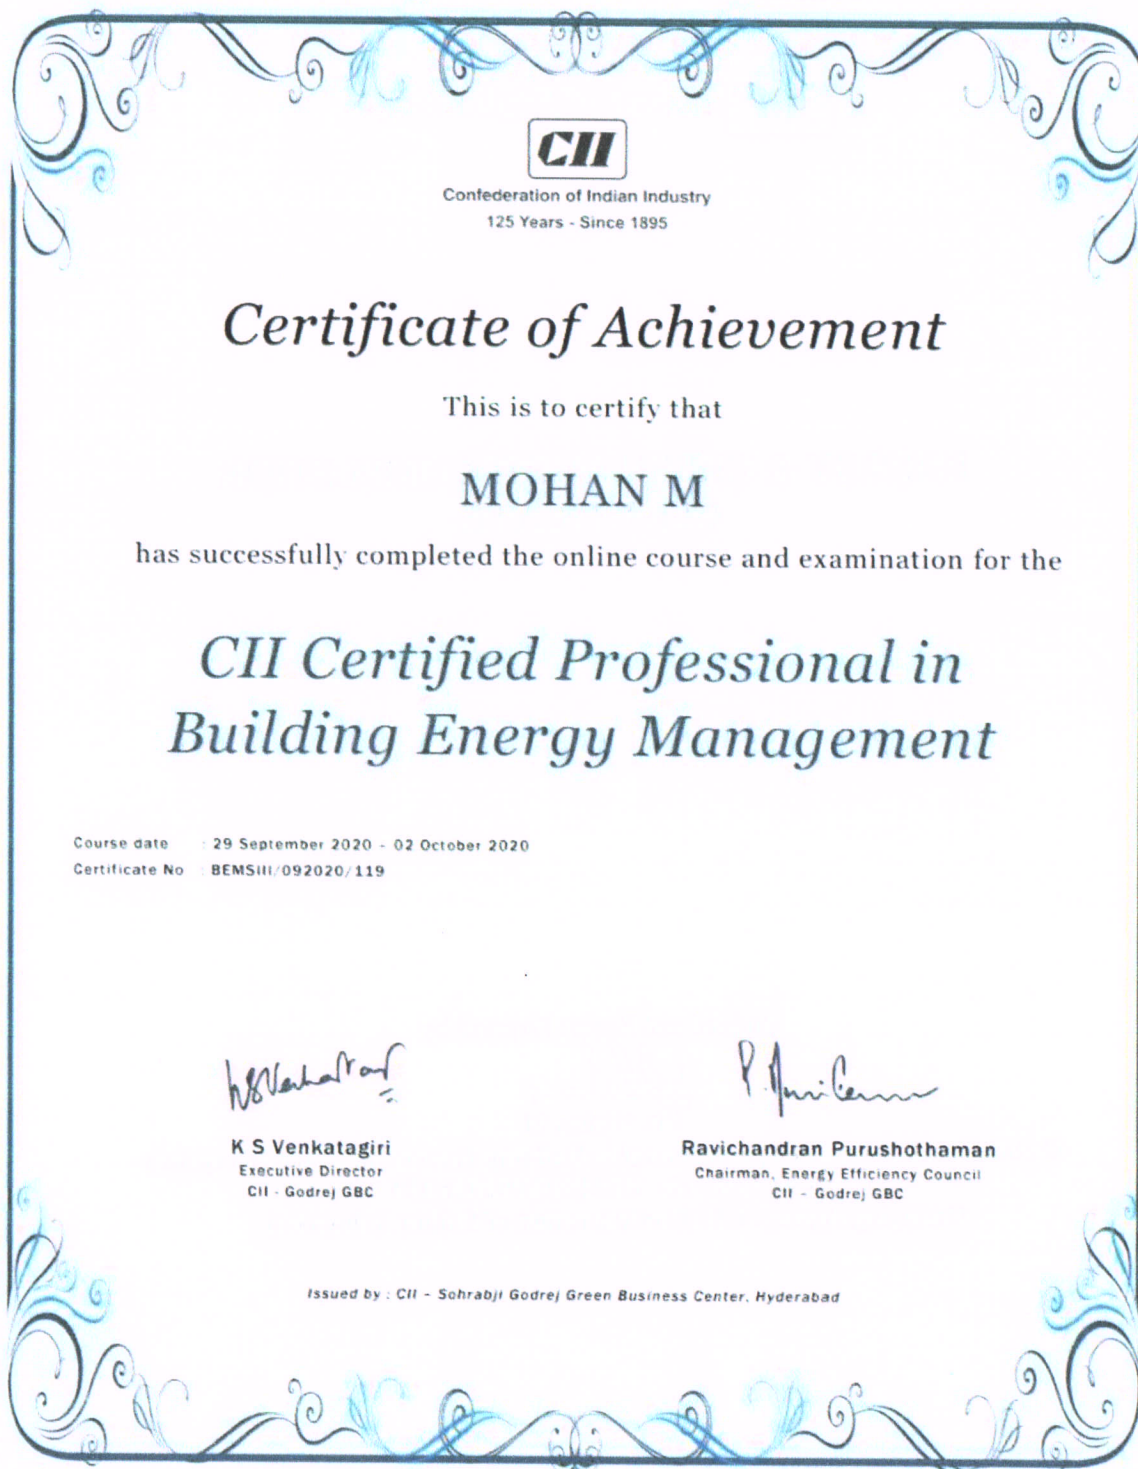 CII
Confederation of Indian Industry
125 Years - Since 1895
Certificate of Achievement
This is to certify that
MOHAN M
has successfully completed the online course and examination for the
CII Certified Professional in
Building Energy Management
Course date : 29 September 2020 - 02 October 2020
Certificate No : BEMSIII/092020/119
K S Venkatagiri
Executive Director
CII - Godrej GBC
Ravichandran Purushothaman
Chairman, Energy Efficiency Council
CII - Godrej GBC
Issued by : CII - Sohrabji Godrej Green Business Center, Hyderabad